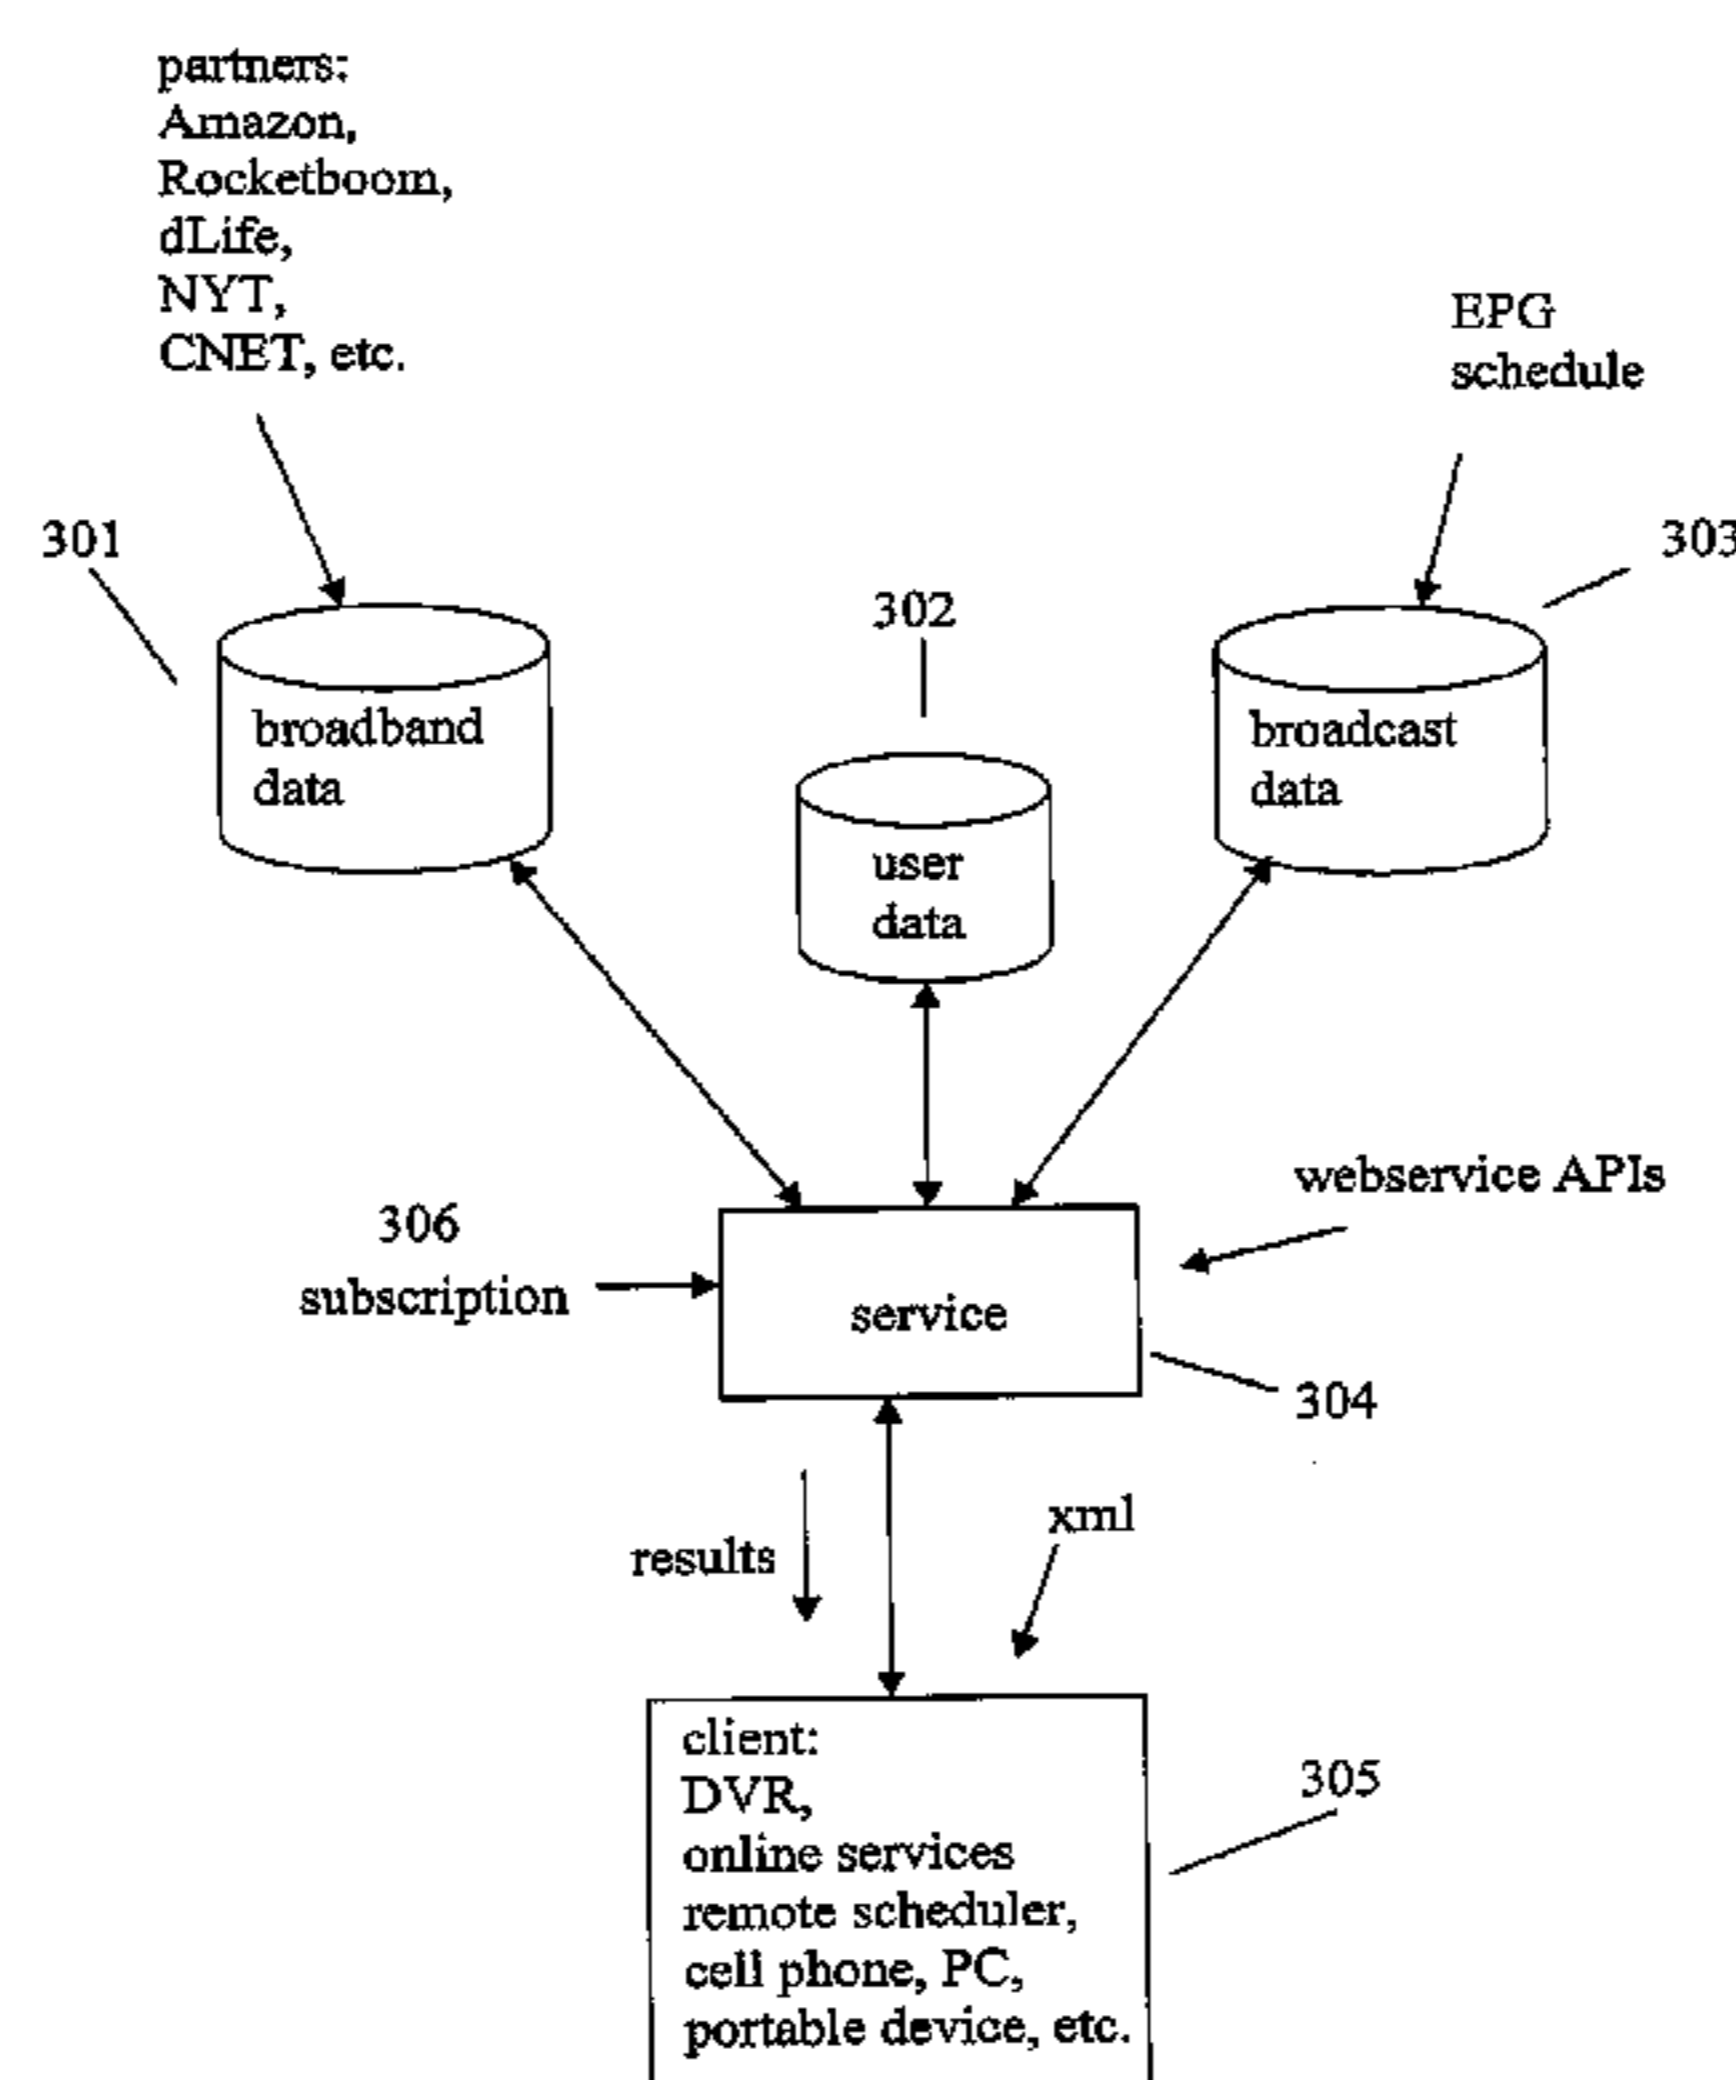 partners:
Amazon,
Rocketboom,
dLife,
NYT,
CNET, etc.
EPG
schedule
301
303
302
broadband
data
broadcast
data
user
data
webservice APIs
306
subscription
service
304
xml
results
client:
DVR,
online services
remote scheduler,
cell phone, PC,
portable device, etc.
305